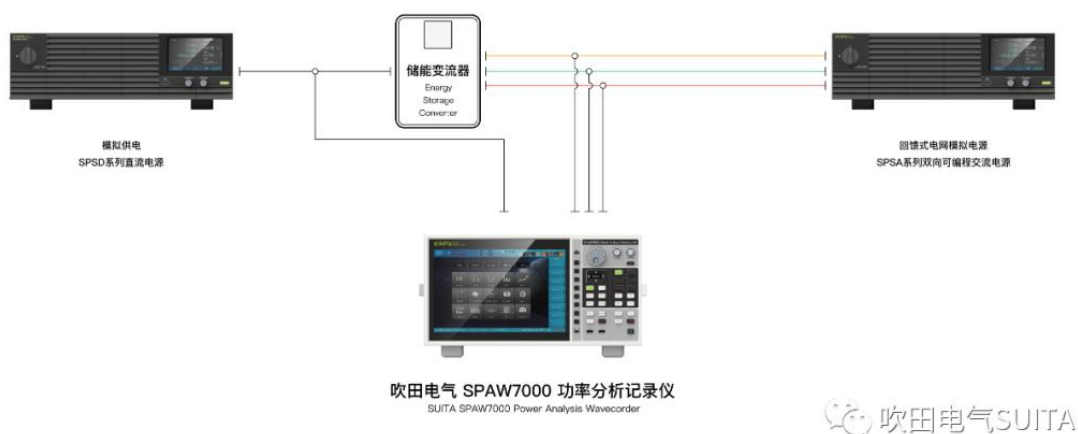 储能变流器
Energy
Storage
Converter
模拟供电
SPSD系列直流电源
回馈式电网模拟电源
SPSA系列双向可编程交流电源
吹田电气 SPAW7000 功率分析记录仪
SUITA SPAW7000 Power Analysis Wavecorder
吹田电气SUITA